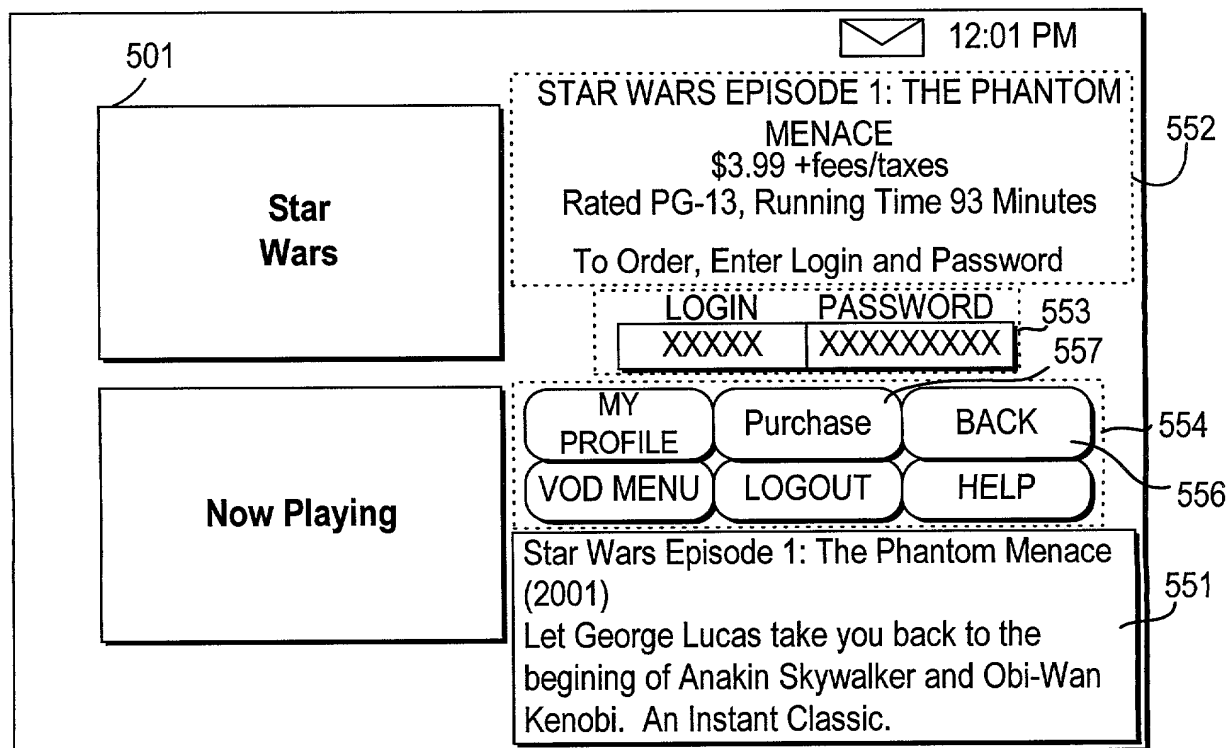 12:01 PM
501
STAR WARS EPISODE 1: THE PHANTOM
MENACE
$3.99 +fees/taxes
Rated PG-13, Running Time 93 Minutes
To Order, Enter Login and Password
552
Star
Wars
LOGIN PASSWORD
XXXXX XXXXXXXXX
553
557
MY
PROFILE
Purchase
BACK
554
VOD MENU
LOGOUT
HELP
556
Now Playing
Star Wars Episode 1: The Phantom Menace
(2001)
Let George Lucas take you back to the
begining of Anakin Skywalker and Obi-Wan
Kenobi. An Instant Classic.
551